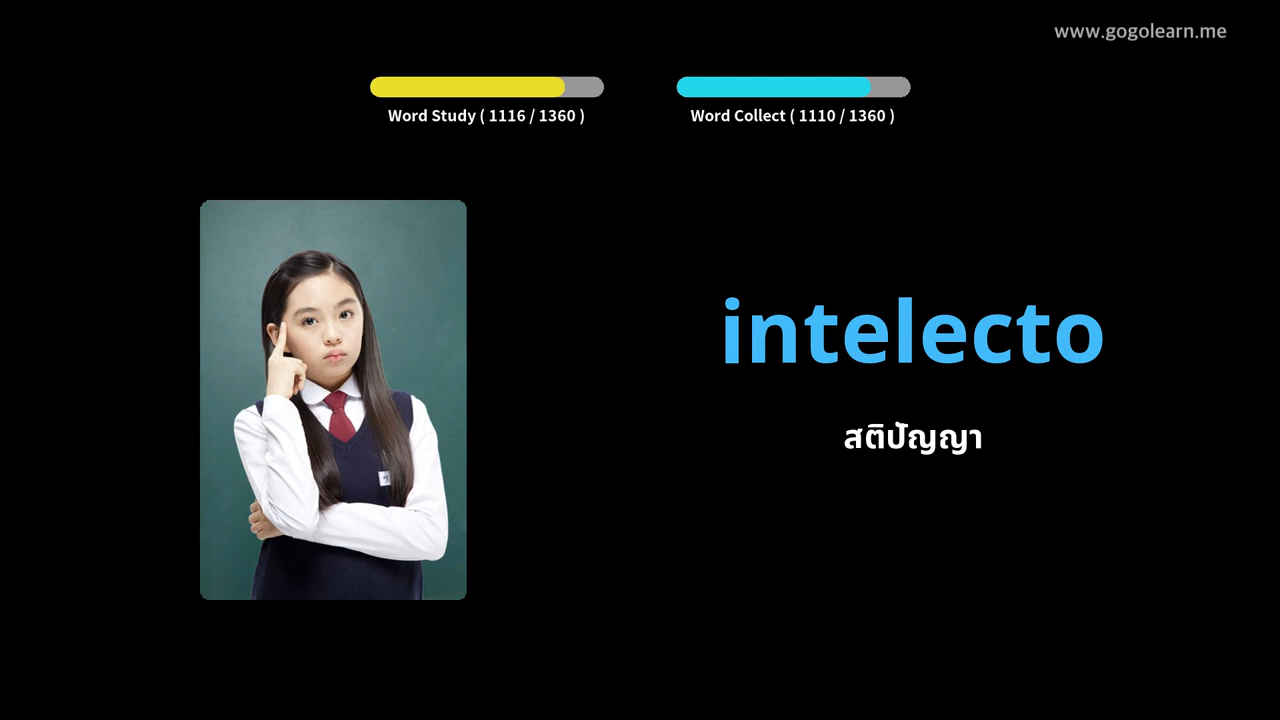 www.gogolearn.me
Word Study ( 1116 / 1360 )
Word Collect ( 1110 / 1360 )
intelecto
สติปัญญา